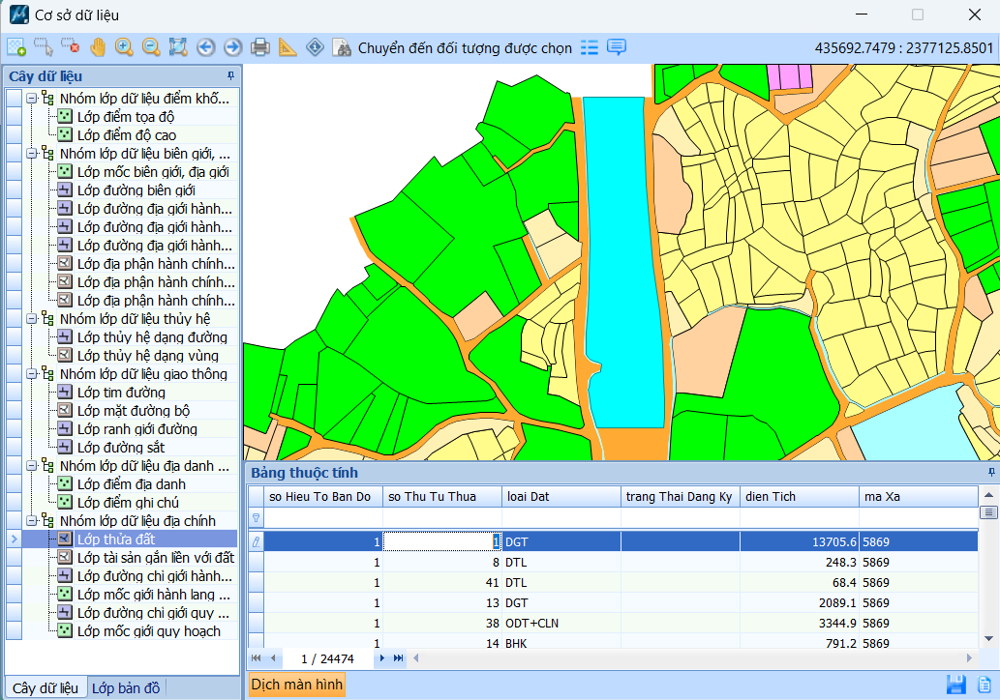 Cơ sở dữ liệu
Chuyển đến đối tượng được chọn
435692.7479 : 2377125.8501
Cây dữ liệu
Nhóm lớp dữ liệu điểm khố...
Lớp điểm tọa độ
Lớp điểm độ cao
Nhóm lớp dữ liệu biên giới, ...
Lớp mốc biên giới, địa giới
Lớp đường biên giới
Lớp đường địa giới hành...
Lớp đường địa giới hành...
Lớp đường địa giới hành...
Lớp địa phận hành chính...
Lớp địa phận hành chính...
Lớp địa phận hành chính...
Nhóm lớp dữ liệu thủy hệ
Lớp thủy hệ dạng đường
Lớp thủy hệ dạng vùng
Nhóm lớp dữ liệu giao thông
Lớp tim đường
Lớp mặt đường bộ
Lớp ranh giới đường
Lớp đường sắt
Nhóm lớp dữ liệu địa danh ...
Lớp điểm địa danh
Lớp điểm ghi chú
Nhóm lớp dữ liệu địa chính
Lớp thửa đất
Lớp tài sản gắn liền với đất
Lớp đường chỉ giới hành...
Lớp mốc giới hành lang ...
Lớp đường chỉ giới quy ...
Lớp mốc giới quy hoạch
Cây dữ liệu
Lớp bản đồ
Bảng thuộc tính
so Hieu To Ban Do so Thu Tu Thua loai Dat trang Thai Dang Ky dien Tich ma Xa
1 1 DGT 13705.6 5869
1 8 DTL 248.3 5869
1 41 DTL 68.4 5869
1 13 DGT 2089.1 5869
1 38 ODT+CLN 3344.9 5869
1 14 BHK 791.2 5869
1 / 24474
Dịch màn hình